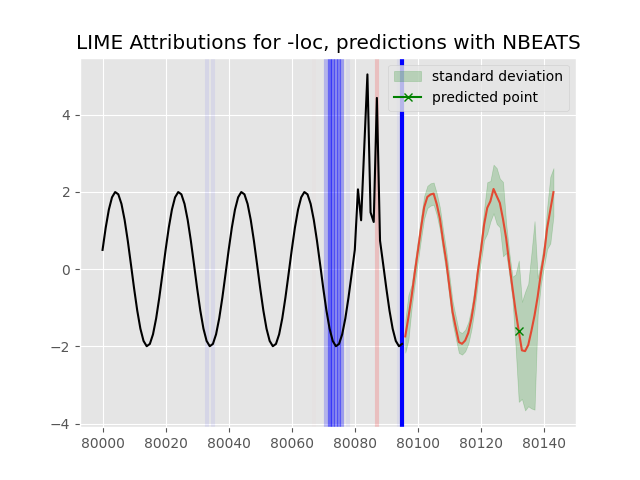 LIME Attributions for -loc, predictions with NBEATS
standard deviation
predicted point
4
2
0
−2
−4
80000 80020 80040 80060 80080 80100 80120 80140